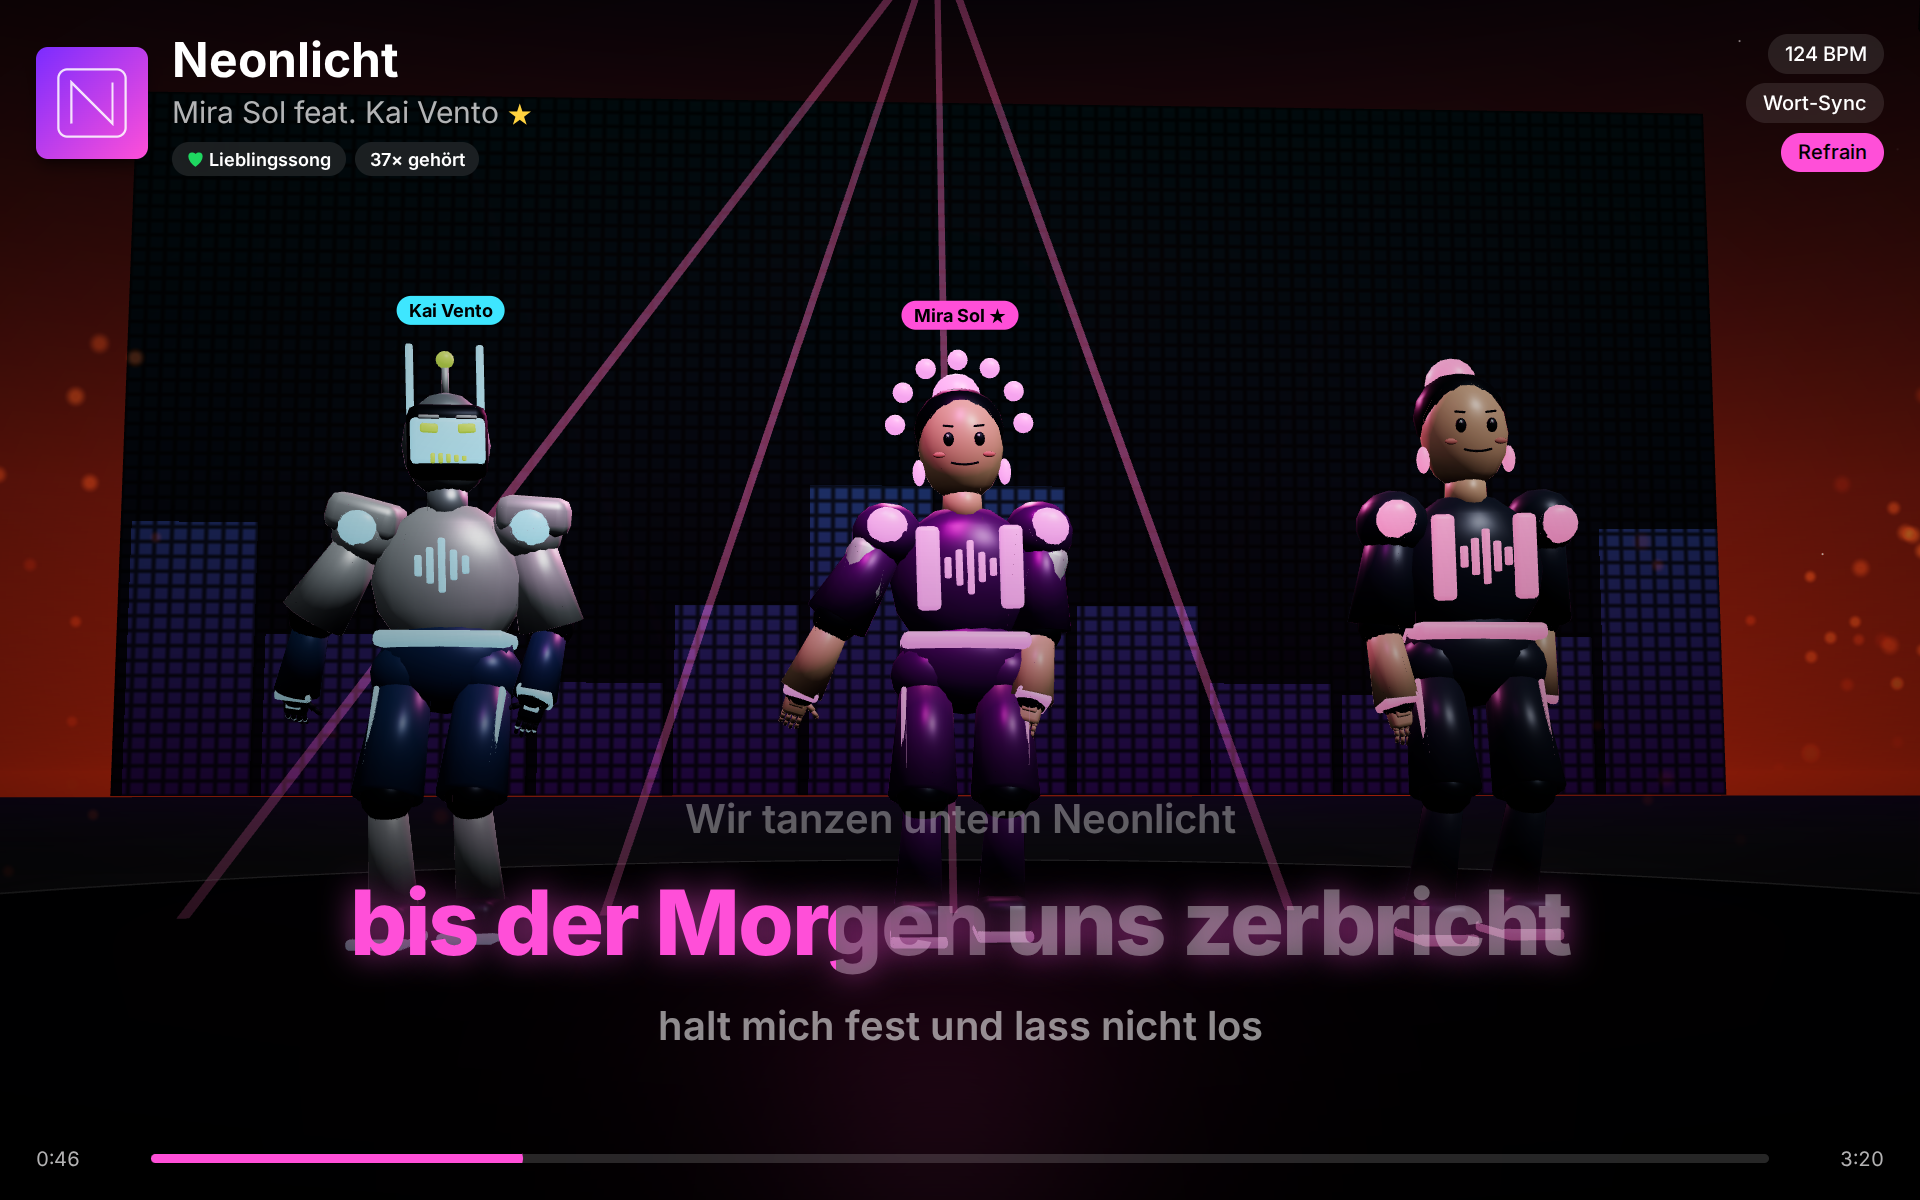 N
Neonlicht
Mira Sol feat. Kai Vento ★
Lieblingssong
37× gehört
124 BPM
Wort-Sync
Refrain
Kai Vento
Mira Sol ★
Wir tanzen unterm Neonlicht
bis der Morgen uns zerbricht
halt mich fest und lass nicht los
0:46
3:20